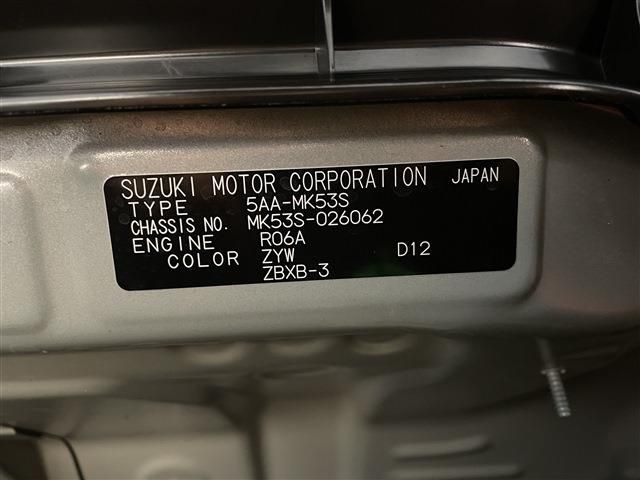 SUZUKI MOTOR CORPORATION JAPAN
TYPE 5AA-MK53S
CHASSIS NO. MK53S-026062
ENGINE R06A
COLOR ZYW D12
ZBXB-3